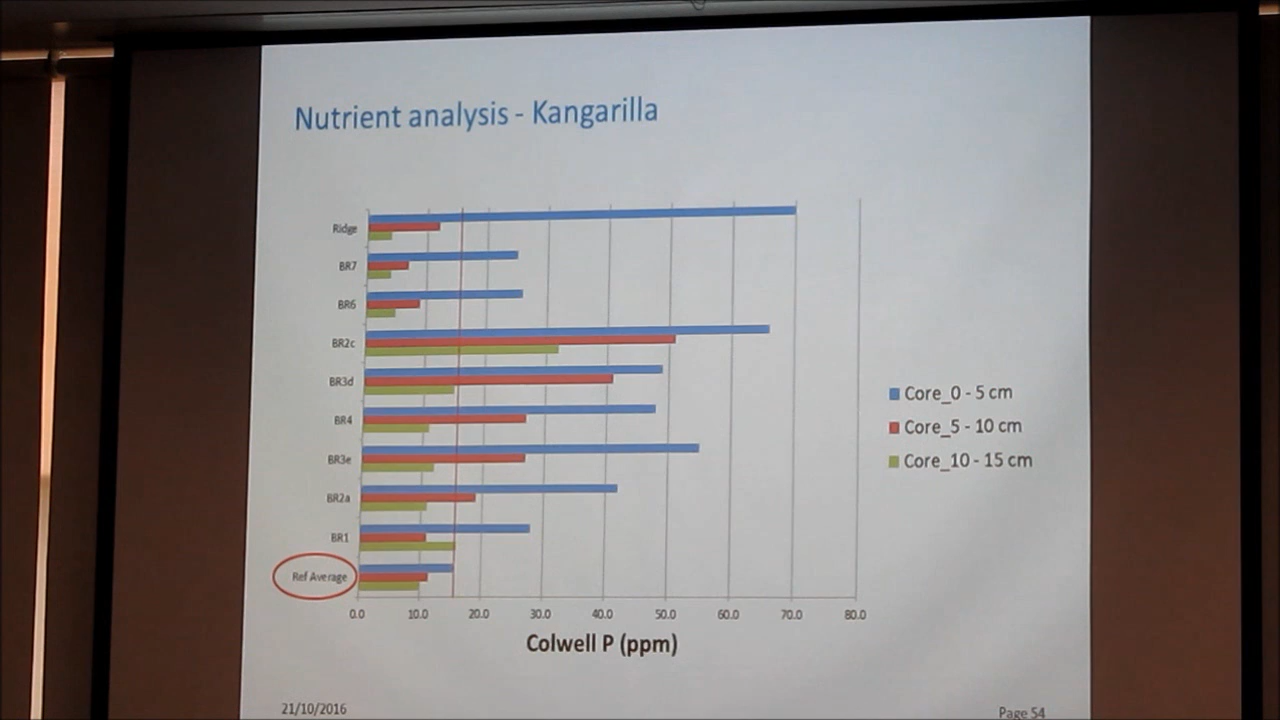 Nutrient analysis - Kangarilla
Ridge
BR7
BR6
BR2c
BR3d
BR4
BR3e
BR2a
BR1
Ref Average
0.0 10.0 20.0 30.0 40.0 50.0 60.0 70.0 80.0
Colwell P (ppm)
Core_0 - 5 cm
Core_5 - 10 cm
Core_10 - 15 cm
21/10/2016
Page 54